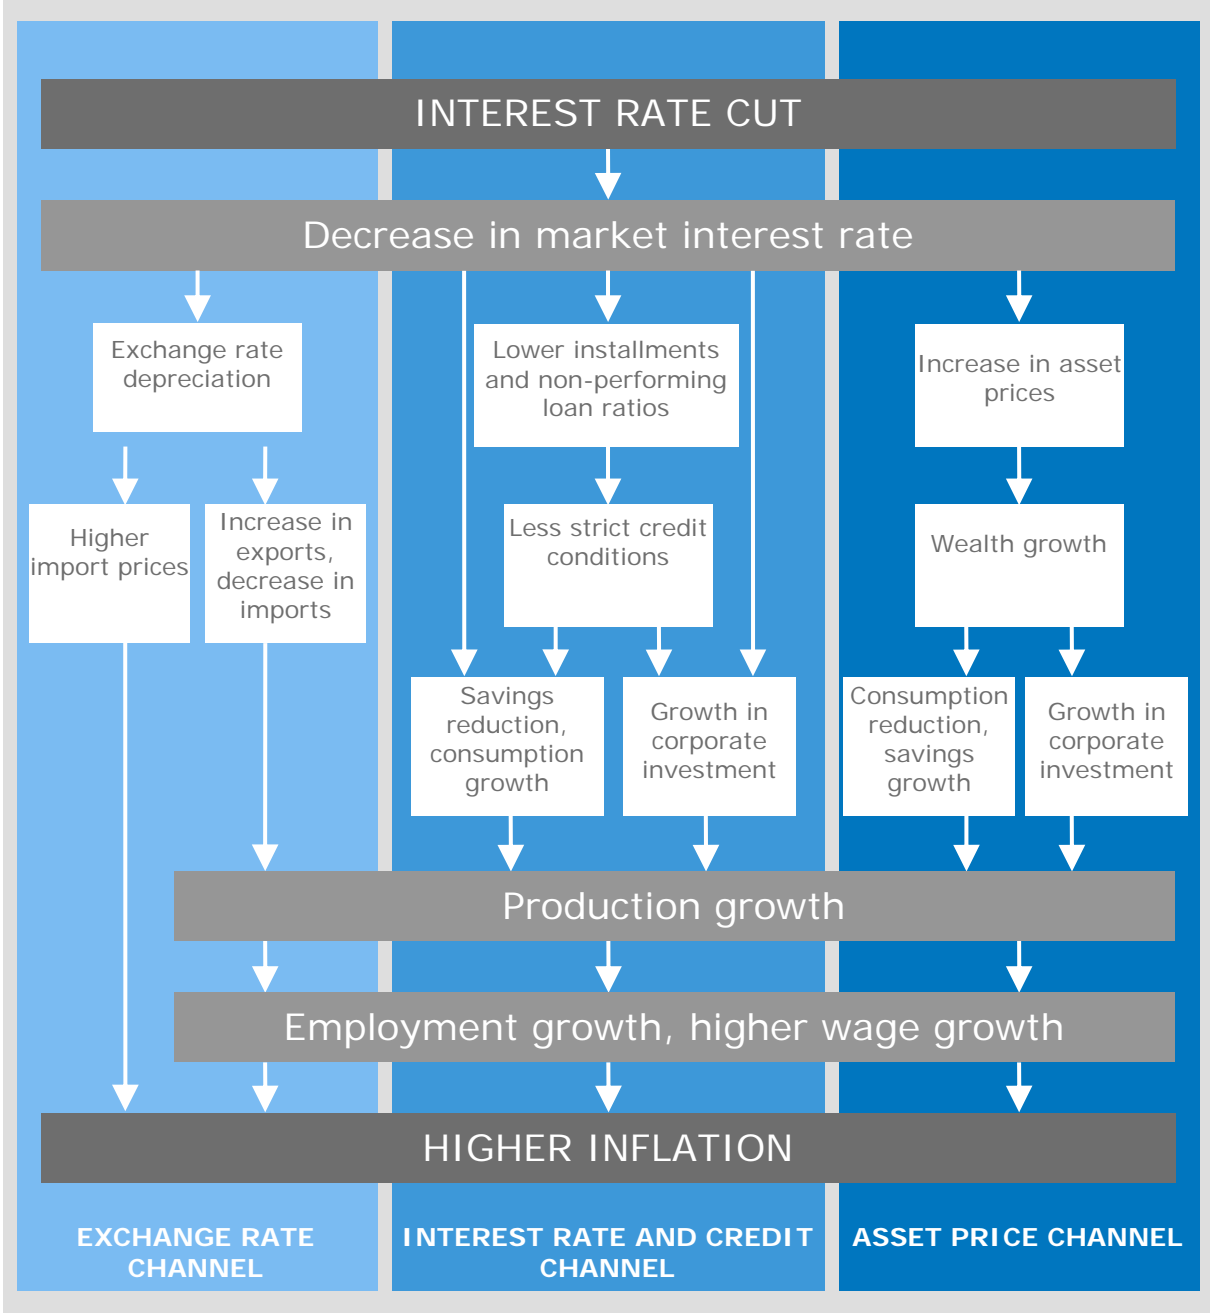 INTEREST RATE CUT
Decrease in market interest rate
Exchange rate
depreciation
Lower installments
and non-performing
loan ratios
Increase in asset
prices
Higher
import prices
Increase in
exports,
decrease in
imports
Less strict credit
conditions
Wealth growth
Savings
reduction,
consumption
growth
Growth in
corporate
investment
Consumption
reduction,
savings
growth
Growth in
corporate
investment
Production growth
Employment growth, higher wage growth
HIGHER INFLATION
EXCHANGE RATE
CHANNEL
INTEREST RATE AND CREDIT
CHANNEL
ASSET PRICE CHANNEL